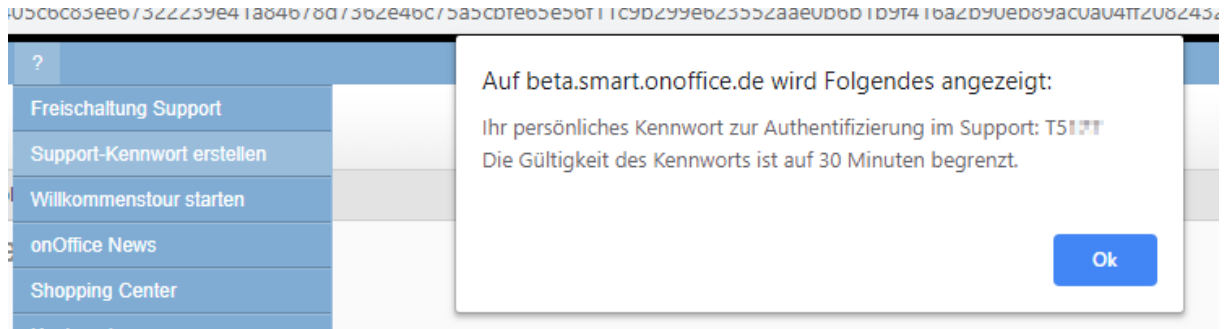 ?
Freischaltung Support
Support-Kennwort erstellen
Willkommenstour starten
onOffice News
Shopping Center
Auf beta.smart.onoffice.de wird Folgendes angezeigt:
Ihr persönliches Kennwort zur Authentifizierung im Support:
Die Gültigkeit des Kennworts ist auf 30 Minuten begrenzt.
Ok